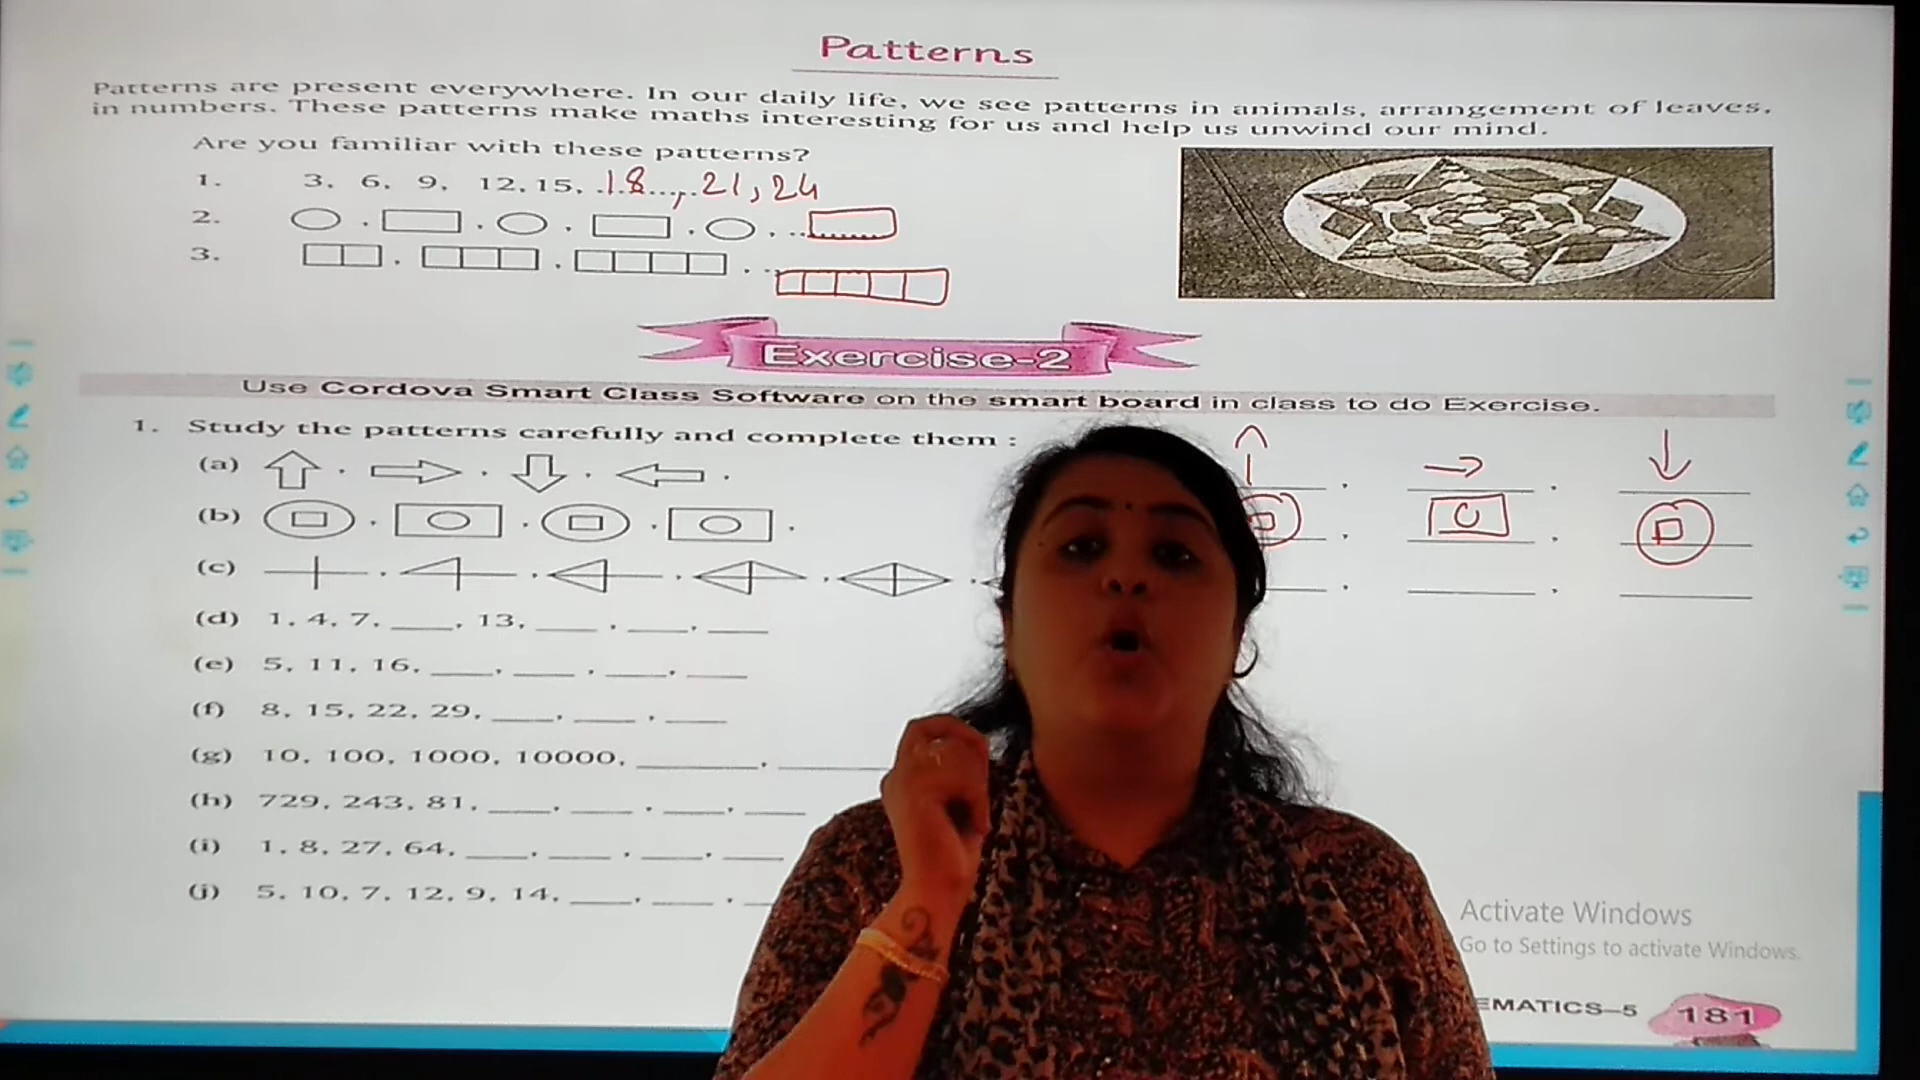 Patterns
Patterns are present everywhere. In our daily life, we see patterns in animals, arrangement of leaves,
in numbers. These patterns make maths interesting for us and help us unwind our mind.
Are you familiar with these patterns?
1. 3, 6, 9, 12, 15, 18, 21, 24
2.
3.
Exercise-2
Use Cordova Smart Class Software on the smart board in class to do Exercise.
1. Study the patterns carefully and complete them :
(a)
(b)
(c)
(d) 1, 4, 7, ____, 13, ____, ____, ____
(e) 5, 11, 16, ____, ____, ____, ____
(f) 8, 15, 22, 29, ____, ____, ____
(g) 10, 100, 1000, 10000, ________, ________
(h) 729, 243, 81, ____, ____, ____, ____
(i) 1, 8, 27, 64, ____, ____, ____, ____
(j) 5, 10, 7, 12, 9, 14, ____, ____, __
Activate Windows
Go to Settings to activate Windows.
EMATICS–5 181